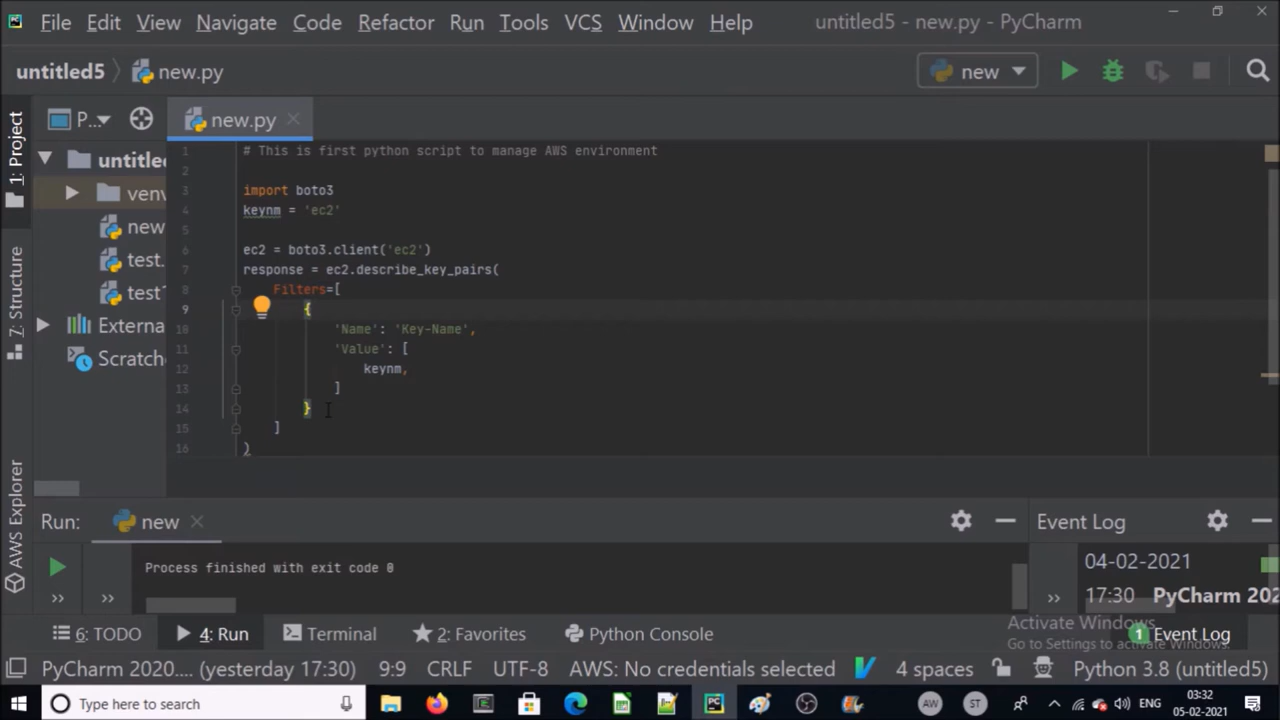 File Edit View Navigate Code Refactor Run Tools VCS Window Help untitled5 - new.py - PyCharm
untitled5 new.py new
1: Project
7: Structure
AWS Explorer
P...
untitle
venv
new
test.
test
Externa
Scratch
new.py
1 # This is first python script to manage AWS environment
2
3 import boto3
4 keynm = 'ec2'
5
6 ec2 = boto3.client('ec2')
7 response = ec2.describe_key_pairs(
8 Filters=[
9 {
10 'Name': 'Key-Name',
11 'Value': [
12 keynm,
13 ]
14 }
15 ]
16 )
Run: new
Process finished with exit code 0
Event Log
04-02-2021
17:30 PyCharm 202
Activate Windows
Go to Settings to activate Windows.
6: TODO 4: Run Terminal 2: Favorites Python Console 1 Event Log
PyCharm 2020.... (yesterday 17:30) 9:9 CRLF UTF-8 AWS: No credentials selected 4 spaces Python 3.8 (untitled5)
Type here to search AW ST ENG 03:32
05-02-2021